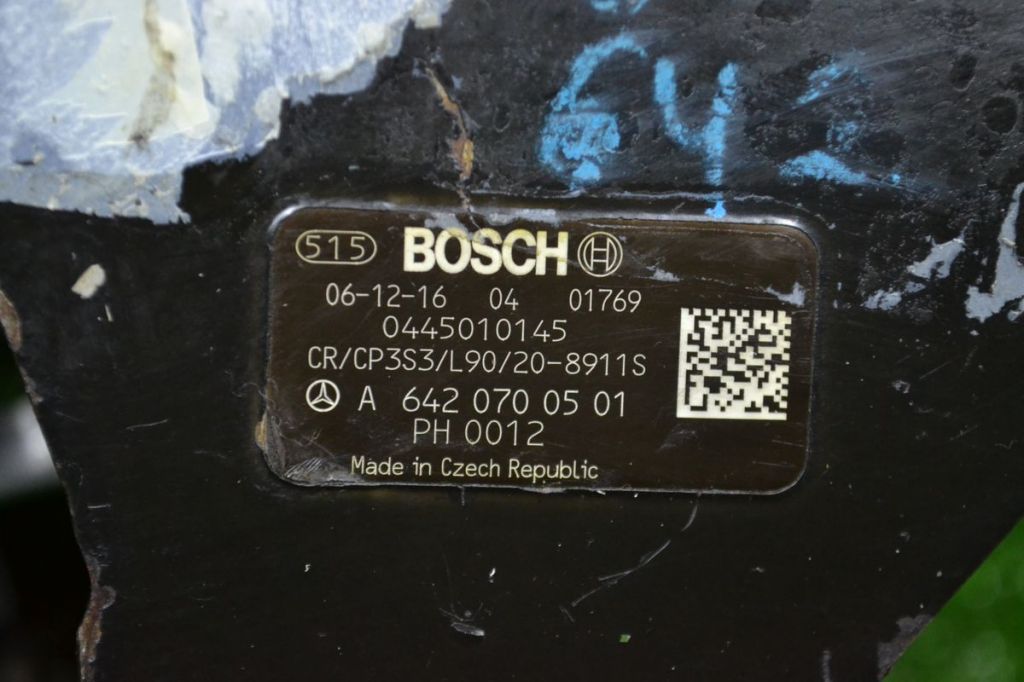 64
515 BOSCH
06-12-16 04 01769
0445010145
CR/CP3S3/L90/20-8911S
A 642 070 05 01
PH 0012
Made in Czech Republic